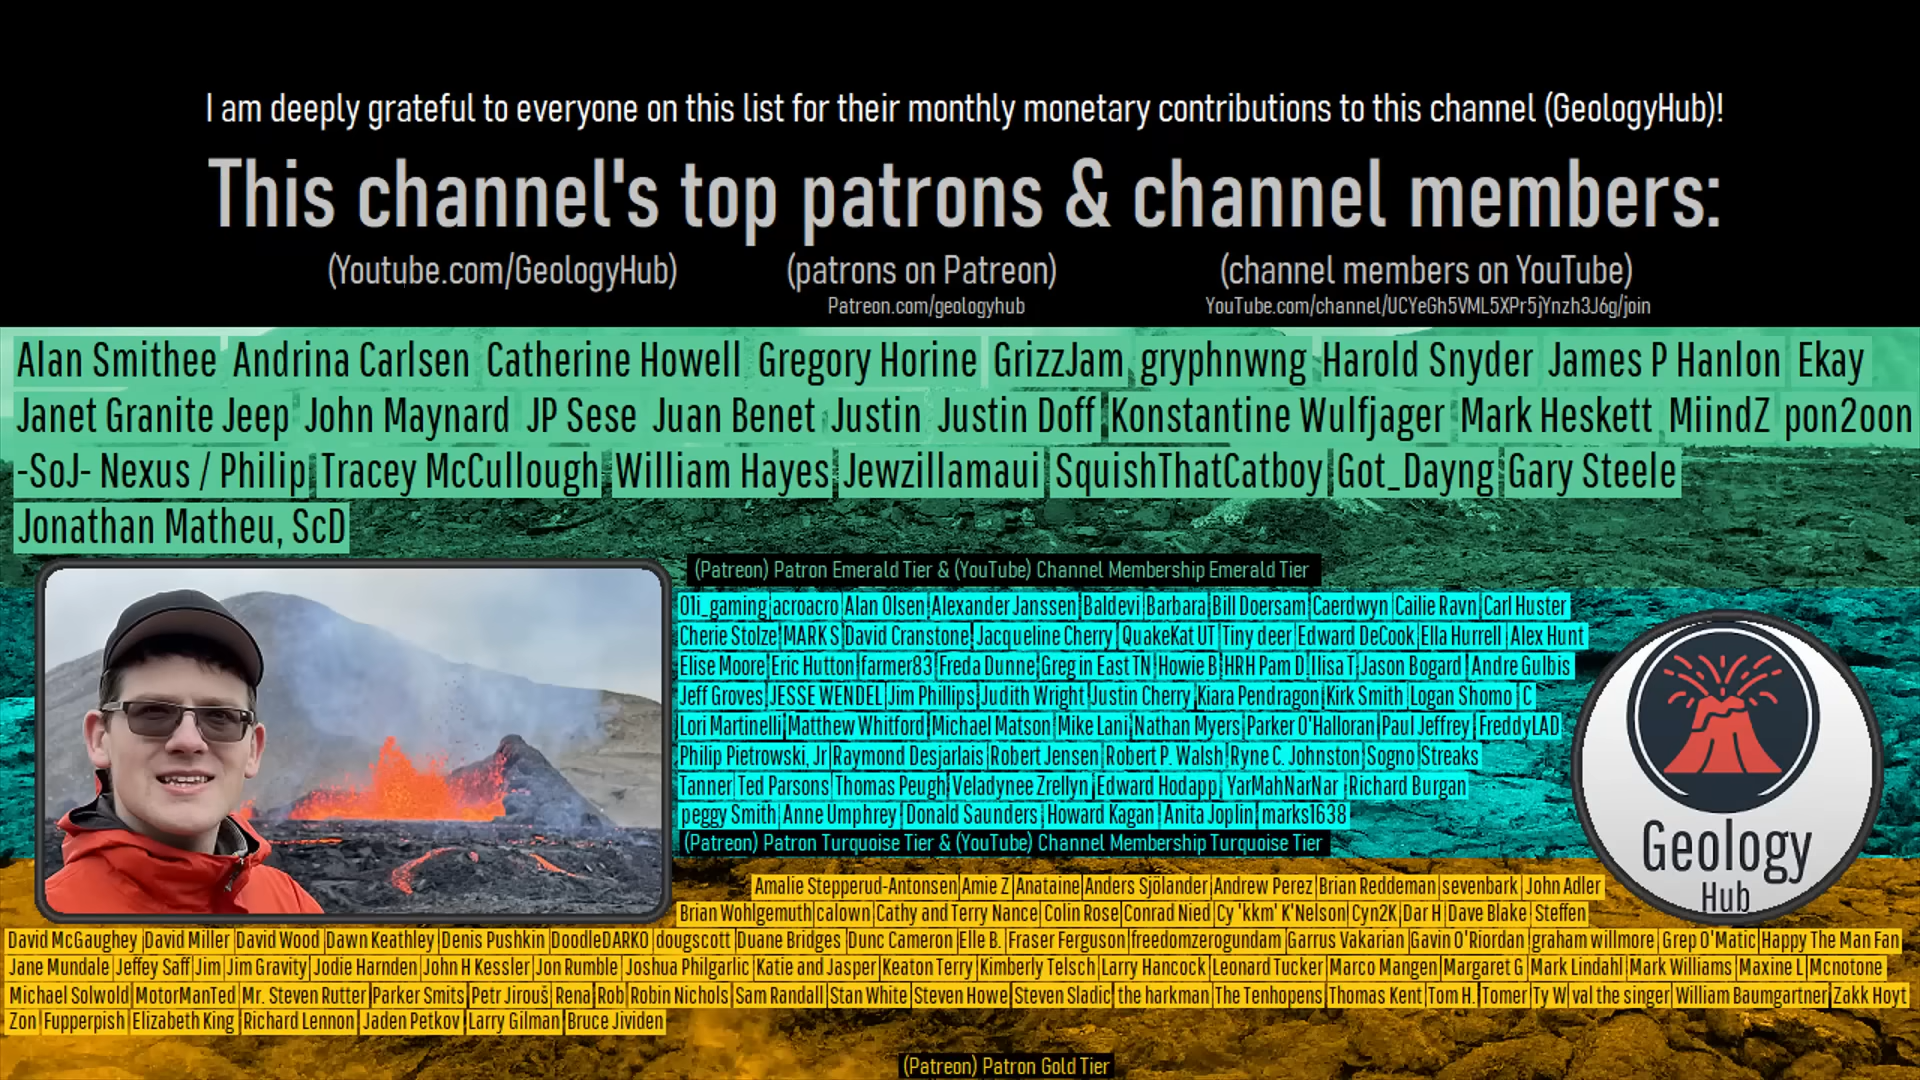 I am deeply grateful to everyone on this list for their monthly monetary contributions to this channel (GeologyHub)!
This channel's top patrons & channel members:
(Youtube.com/GeologyHub) (patrons on Patreon) (channel members on YouTube)
Patreon.com/geologyhub YouTube.com/channel/UCYeGh5VML5XPr5jYnzh3J6g/join
Alan Smithee Andrina Carlsen Catherine Howell Gregory Horine GrizzJam gryphnwng Harold Snyder James P Hanlon Ekay
Janet Granite Jeep John Maynard JP Sese Juan Benet Justin Justin Doff Konstantine Wulfjager Mark Heskett MiindZ pon2oon
-SoJ- Nexus / Philip Tracey McCullough William Hayes Jewzillamaui SquishThatCatboy Got_Dayng Gary Steele
Jonathan Matheu, ScD
(Patreon) Patron Emerald Tier & (YouTube) Channel Membership Emerald Tier
01i_gaming acroacro Alan Olsen Alexander Janssen Baldevi Barbara Bill Doersam Caerdwyn Cailie Ravn Carl Huster
Cherie Stolze MARK S David Cranstone Jacqueline Cherry QuakeKat UT Tiny deer Edward DeCook Ella Hurrell Alex Hunt
Elise Moore Eric Hutton farmer83 Freda Dunne Greg in East TN Howie B HRH Pam D Ilisa T Jason Bogard Andre Gulbis
Jeff Groves JESSE WENDEL Jim Phillips Judith Wright Justin Cherry Kiara Pendragon Kirk Smith Logan Shomo C
Lori Martinelli Matthew Whitford Michael Matson Mike Lani Nathan Myers Parker O'Halloran Paul Jeffrey FreddyLAD
Philip Pietrowski, Jr Raymond Desjarlais Robert Jensen Robert P. Walsh Ryne C. Johnston Sogno Streaks
Tanner Ted Parsons Thomas Peugh Veladynee Zrellyn Edward Hodapp YarMahNarNar Richard Burgan
peggy Smith Anne Umphrey Donald Saunders Howard Kagan Anita Joplin marks1638
(Patreon) Patron Turquoise Tier & (YouTube) Channel Membership Turquoise Tier
Geology
Hub
Amalie Stepperud-Antonsen Amie Z Anataine Anders Sjölander Andrew Perez Brian Reddeman sevenbark John Adler
Brian Wohlgemuth calown Cathy and Terry Nance Colin Rose Conrad Nied Cy 'kkm' K'Nelson Cyn2K Dar H Dave Blake Steffen
David McGaughey David Miller David Wood Dawn Keathley Denis Pushkin DoodleDARKO dougscott Duane Bridges Dunc Cameron Elle B. Fraser Ferguson freedomzerogundam Garrus Vakarian Gavin O'Riordan graham willmore Grep O'Matic Happy The Man Fan
Jane Mundale Jeffey Saff Jim Jim Gravity Jodie Harnden John H Kessler Jon Rumble Joshua Philgarlic Katie and Jasper Keaton Terry Kimberly Telsch Larry Hancock Leonard Tucker Marco Mangen Margaret G Mark Lindahl Mark Williams Maxine L Mcnotone
Michael Solwold MotorManTed Mr. Steven Rutter Parker Smits Petr Jirouš Rena Rob Robin Nichols Sam Randall Stan White Steven Howe Steven Sladic the harkman The Tenhopens Thomas Kent Tom H. Tomer Ty W val the singer William Baumgartner Zakk Hoyt
Zon Fupperpish Elizabeth King Richard Lennon Jaden Petkov Larry Gilman Bruce Jividen
(Patreon) Patron Gold Tier